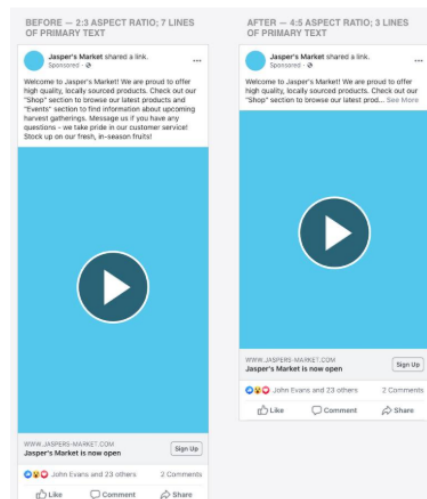 BEFORE — 2:3 ASPECT RATIO; 7 LINES
OF PRIMARY TEXT
Jasper's Market shared a link.
Sponsored ·
Welcome to Jasper's Market! We are proud to offer
high quality, locally sourced products. Check out our
"Shop" section to browse our latest products and
"Events" section to find information about upcoming
harvest gatherings. Message us if you have any
questions - we take pride in our customer service!
Stock up on our fresh, in-season fruits!
WWW.JASPERS-MARKET.COM
Jasper's Market is now open
Sign Up
John Evans and 23 others
2 Comments
Like
Comment
Share
AFTER — 4:5 ASPECT RATIO; 3 LINES
OF PRIMARY TEXT
Jasper's Market shared a link.
Sponsored ·
Welcome to Jasper's Market! We are proud to offer
high quality, locally sourced products. Check out our
"Shop" section to browse our latest prod... See More
WWW.JASPERS-MARKET.COM
Jasper's Market is now open
Sign Up
John Evans and 23 others
2 Comments
Like
Comment
Share